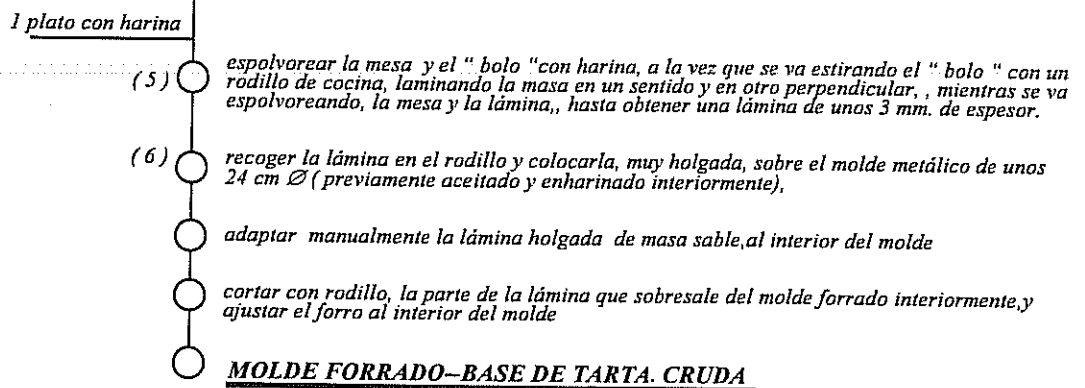 1 plato con harina
(5) espolvorear la mesa y el " bolo "con harina, a la vez que se va estirando el " bolo " con un
rodillo de cocina, laminando la masa en un sentido y en otro perpendicular, , mientras se va
espolvoreando, la mesa y la lámina,, hasta obtener una lámina de unos 3 mm. de espesor.
(6) recoger la lámina en el rodillo y colocarla, muy holgada, sobre el molde metálico de unos
24 cm Ø ( previamente aceitado y enharinado interiormente),
adaptar manualmente la lámina holgada de masa sable,al interior del molde
cortar con rodillo, la parte de la lámina que sobresale del molde forrado interiormente,y
ajustar el forro al interior del molde
MOLDE FORRADO–BASE DE TARTA. CRUDA